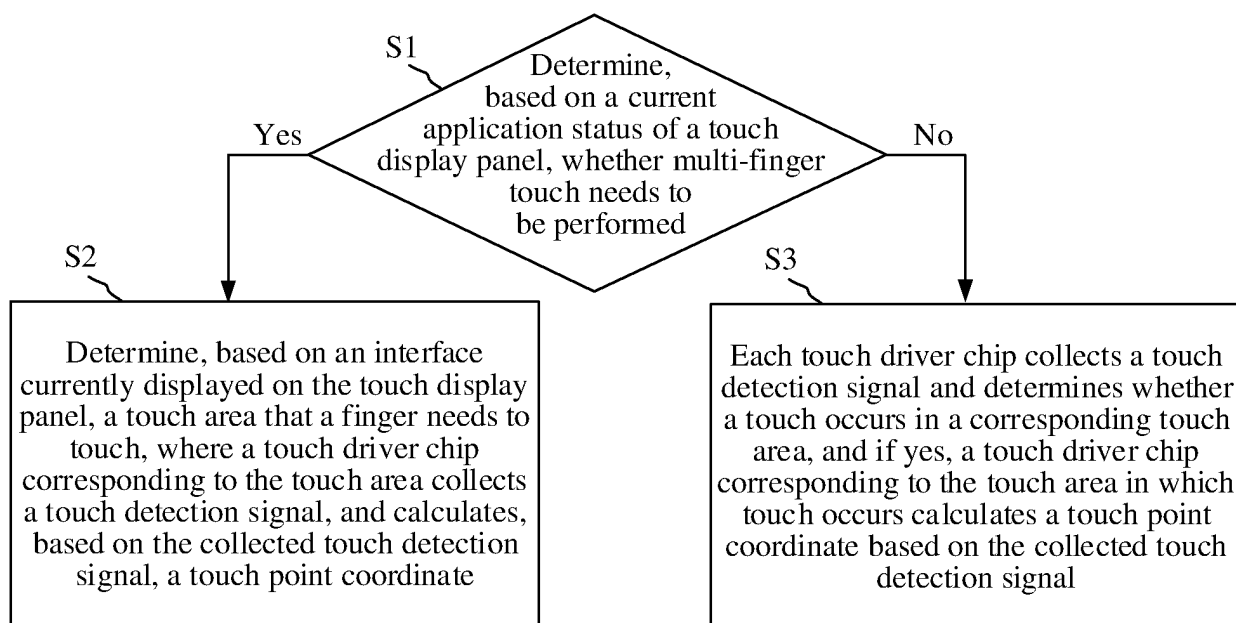 S1
Determine,
based on a current
application status of a touch
display panel, whether multi-finger
touch needs to
be performed
Yes
No
S2
Determine, based on an interface
currently displayed on the touch display
panel, a touch area that a finger needs to
touch, where a touch driver chip
corresponding to the touch area collects
a touch detection signal, and calculates,
based on the collected touch detection
signal, a touch point coordinate
S3
Each touch driver chip collects a touch
detection signal and determines whether
a touch occurs in a corresponding touch
area, and if yes, a touch driver chip
corresponding to the touch area in which
touch occurs calculates a touch point
coordinate based on the collected touch
detection signal